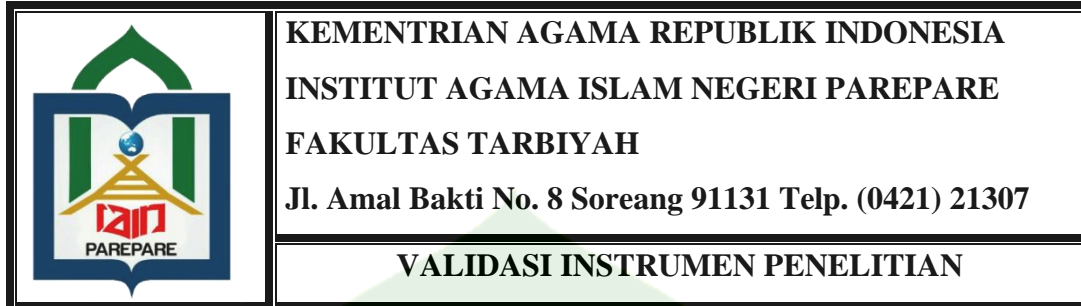 iain
PAREPARE
KEMENTRIAN AGAMA REPUBLIK INDONESIA
INSTITUT AGAMA ISLAM NEGERI PAREPARE
FAKULTAS TARBIYAH
Jl. Amal Bakti No. 8 Soreang 91131 Telp. (0421) 21307
VALIDASI INSTRUMEN PENELITIAN